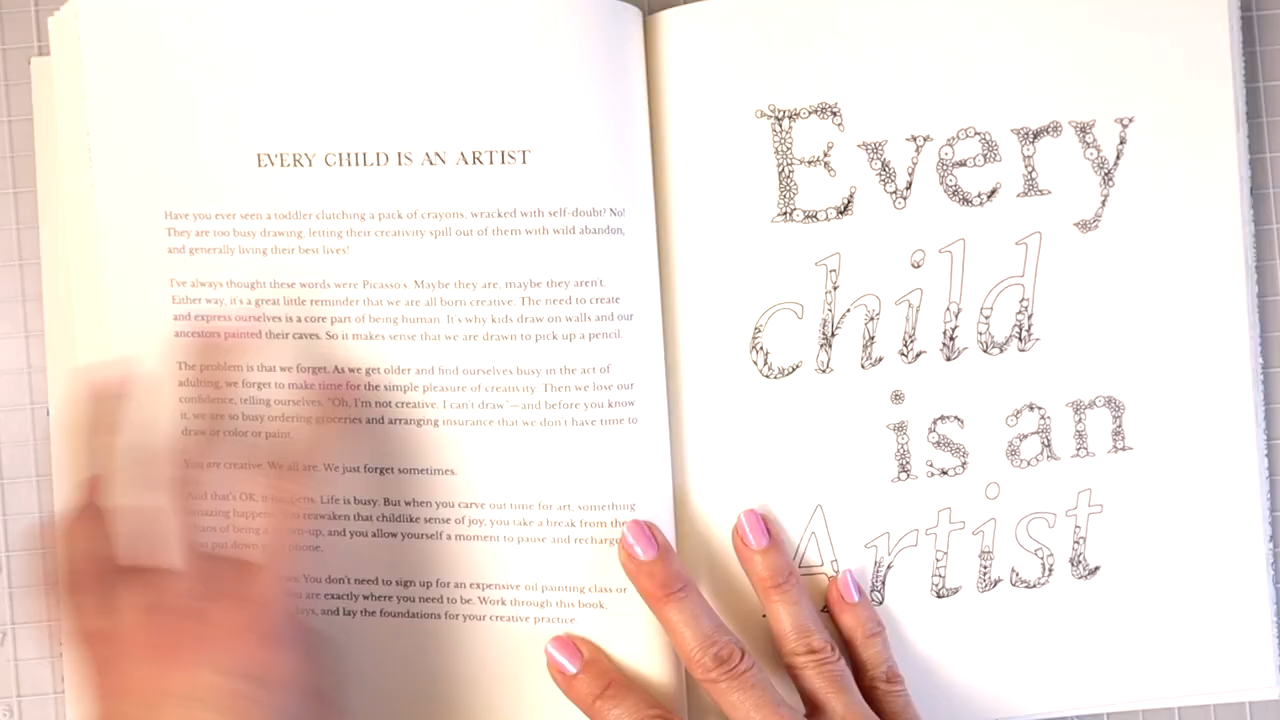 EVERY CHILD IS AN ARTIST
Have you ever seen a toddler clutching a pack of crayons, wracked with self-doubt? No!
They are too busy drawing, letting their creativity spill out of them with wild abandon,
and generally living their best lives!
I've always thought these words were Picasso's. Maybe they are, maybe they aren't.
Either way, it's a great little reminder that we are all born creative. The need to create
and express ourselves is a core part of being human. It's why kids draw on walls and our
ancestors painted their caves. So it makes sense that we are drawn to pick up a pencil.
The problem is that we forget. As we get older and find ourselves busy in the act of
adulting, we forget to make time for the simple pleasure of creativity. Then we lose our
confidence, telling ourselves, "Oh, I'm not creative. I can't draw"—and before you know
it, we are so busy ordering groceries and arranging insurance that we don't have time to
draw or color or paint.
You are creative. We all are. We just forget sometimes.
And that's OK, it happens. Life is busy. But when you carve out time for art, something
amazing happens. reawaken that childlike sense of joy, you take a break from the
chaos of being a and you allow yourself a moment to pause and recharge
put down phone.
You don't need to sign up for an expensive oil painting class or
are exactly where you need to be. Work through this book,
and lay the foundations for your creative practice.
Every
child
is an
Artist